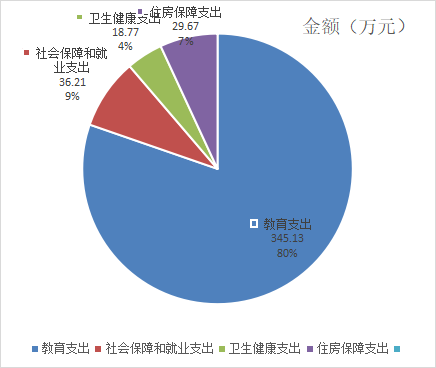 金额（万元）
住房保障支出
29.67
7%
卫生健康支出
18.77
4%
社会保障和就
业支出
36.21
9%
教育支出
345.13
80%
教育支出 社会保障和就业支出 卫生健康支出 住房保障支出